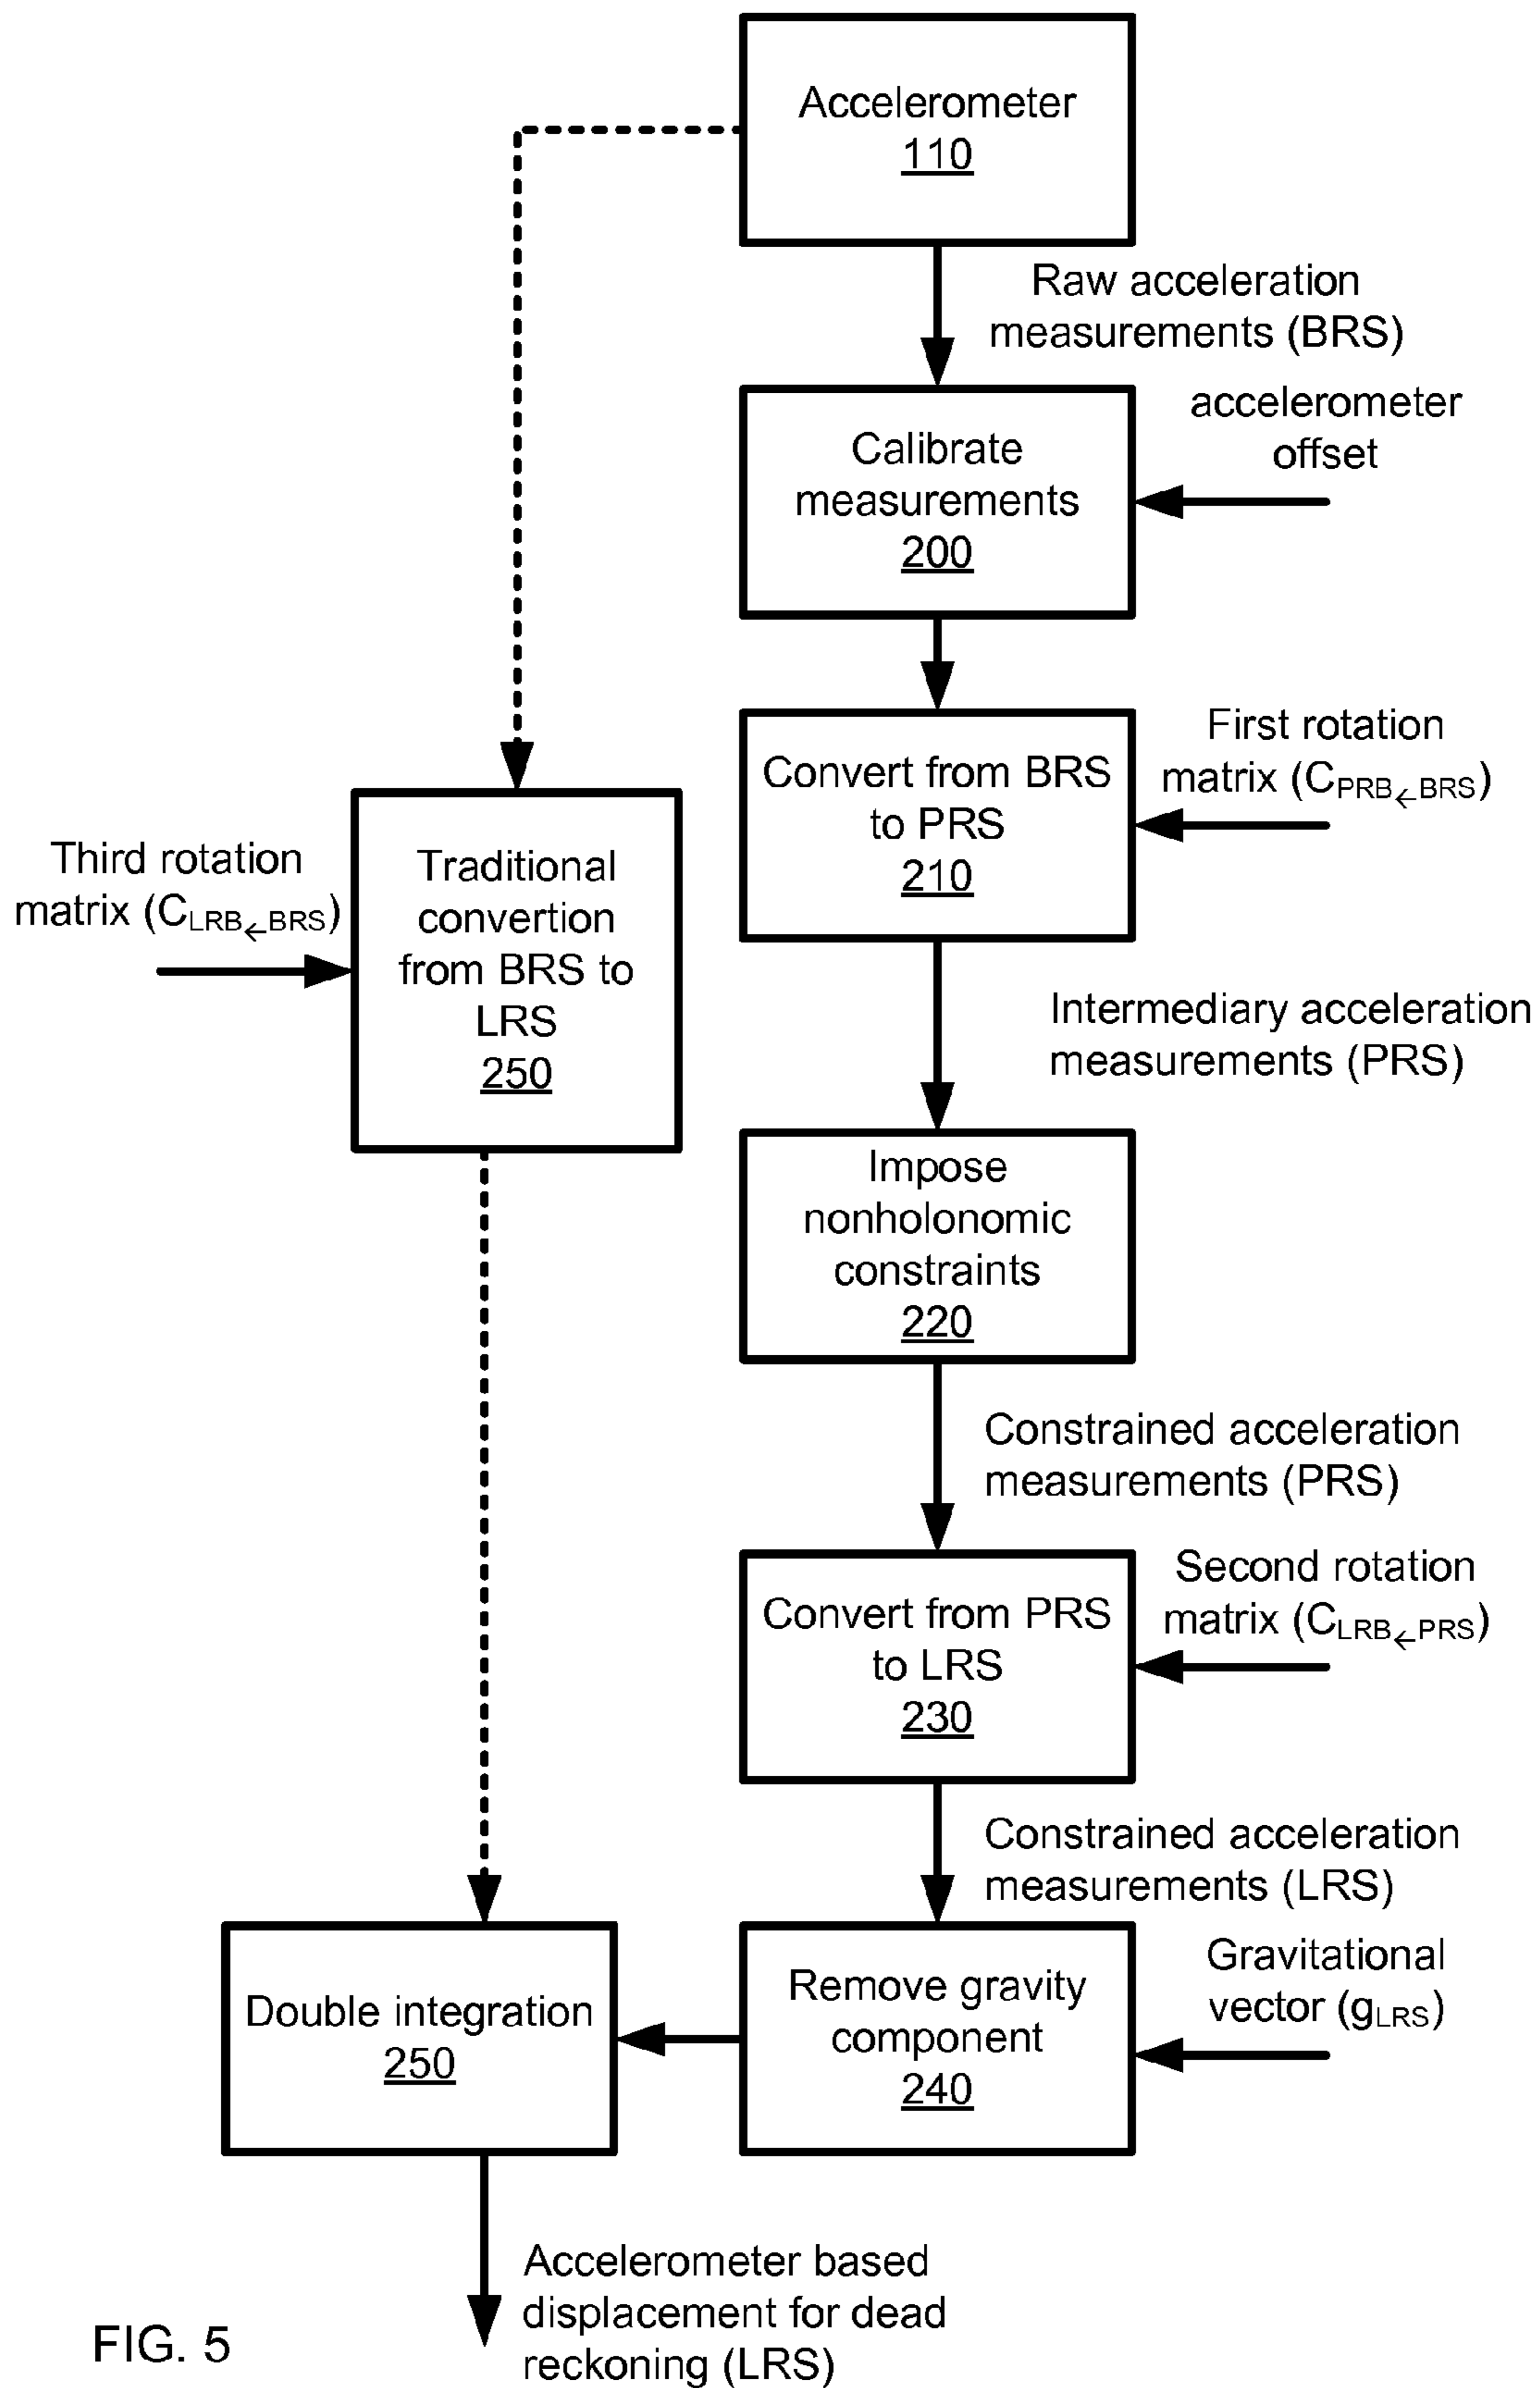 Accelerometer
110
Raw acceleration
measurements (BRS)
accelerometer
offset
Calibrate
measurements
200
First rotation
matrix (CPRB←BRS)
Convert from BRS
to PRS
210
Third rotation
matrix (CLRB←BRS)
Traditional
convertion
from BRS to
LRS
250
Intermediary acceleration
measurements (PRS)
Impose
nonholonomic
constraints
220
Constrained acceleration
measurements (PRS)
Second rotation
matrix (CLRB←PRS)
Convert from PRS
to LRS
230
Constrained acceleration
measurements (LRS)
Gravitational
vector (gLRS)
Remove gravity
component
240
Double integration
250
Accelerometer based
displacement for dead
reckoning (LRS)
FIG. 5